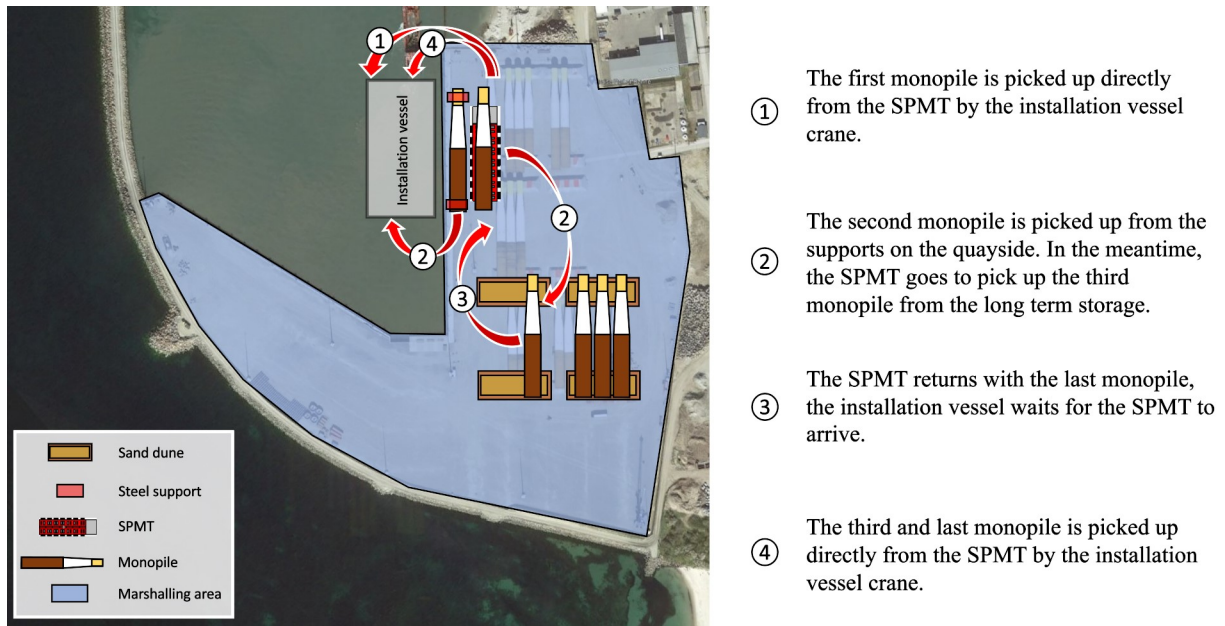 1
4
Installation vessel
2
2
3
Sand dune
Steel support
SPMT
Monopile
Marshalling area
1
The first monopile is picked up directly
from the SPMT by the installation vessel
crane.
2
The second monopile is picked up from the
supports on the quayside. In the meantime,
the SPMT goes to pick up the third
monopile from the long term storage.
3
The SPMT returns with the last monopile,
the installation vessel waits for the SPMT to
arrive.
4
The third and last monopile is picked up
directly from the SPMT by the installation
vessel crane.